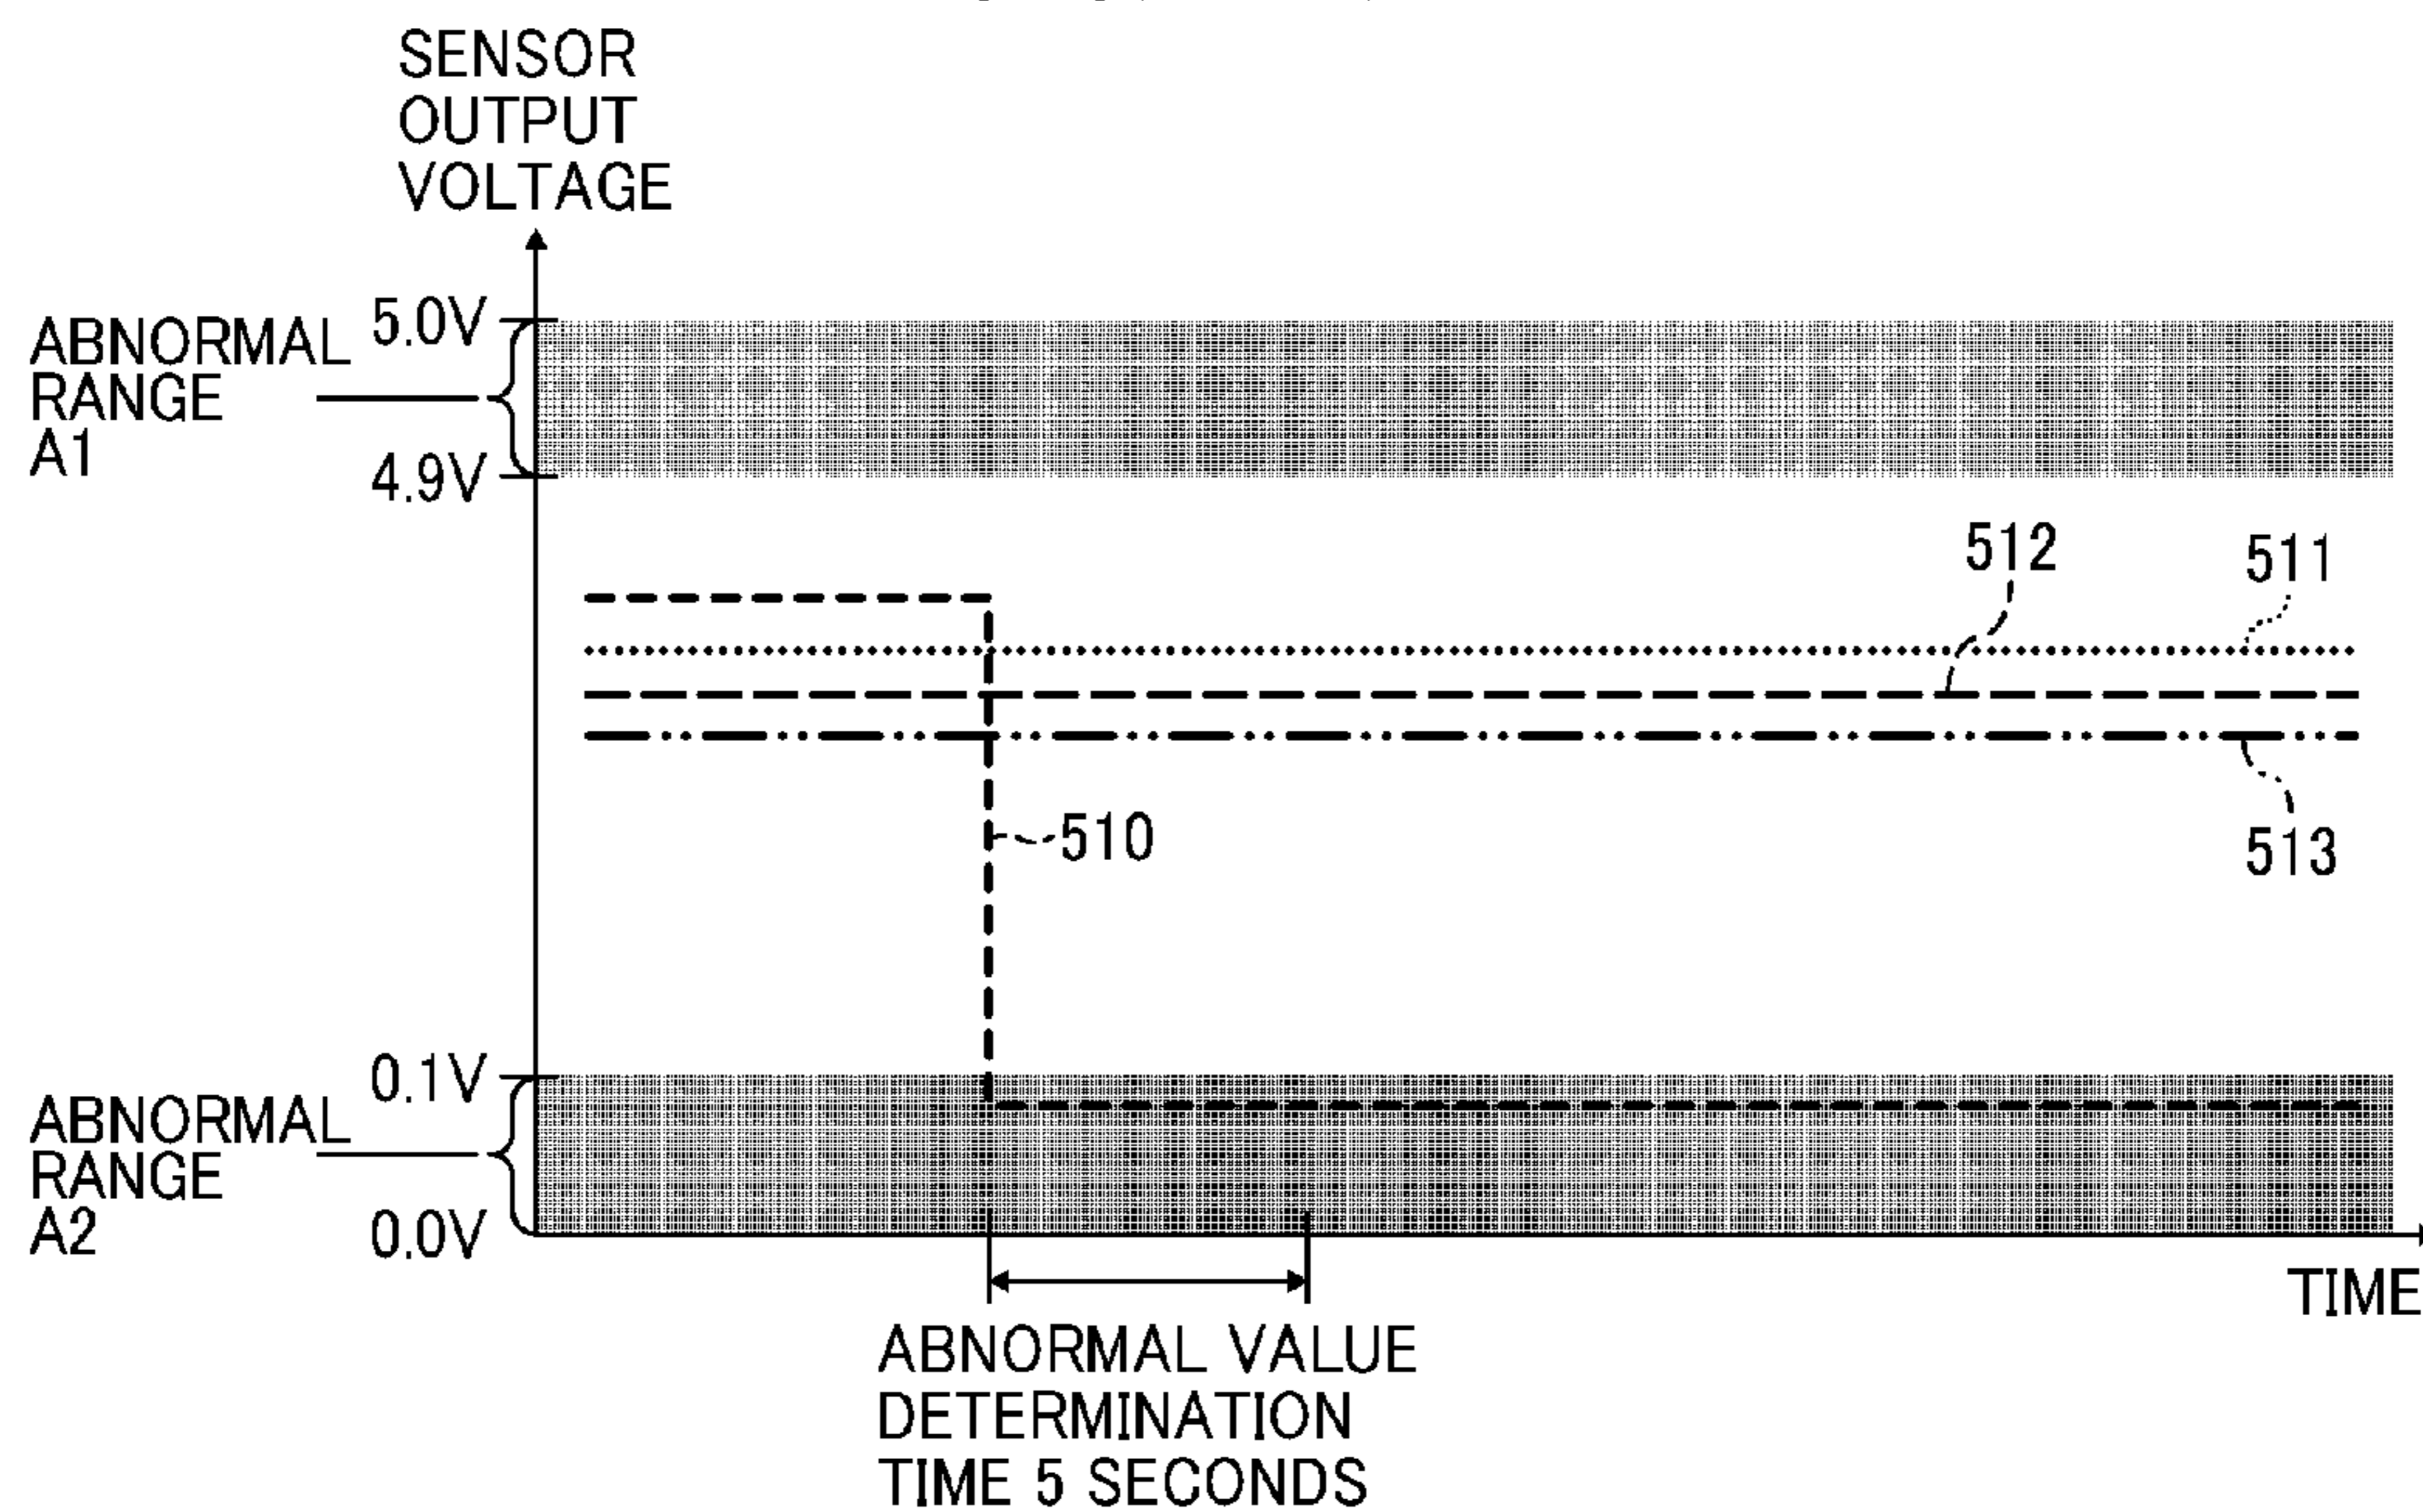 SENSOR
OUTPUT
VOLTAGE
5.0V
ABNORMAL
RANGE
A1
4.9V
512
511
510
513
0.1V
ABNORMAL
RANGE
A2
0.0V
TIME
ABNORMAL VALUE
DETERMINATION
TIME 5 SECONDS